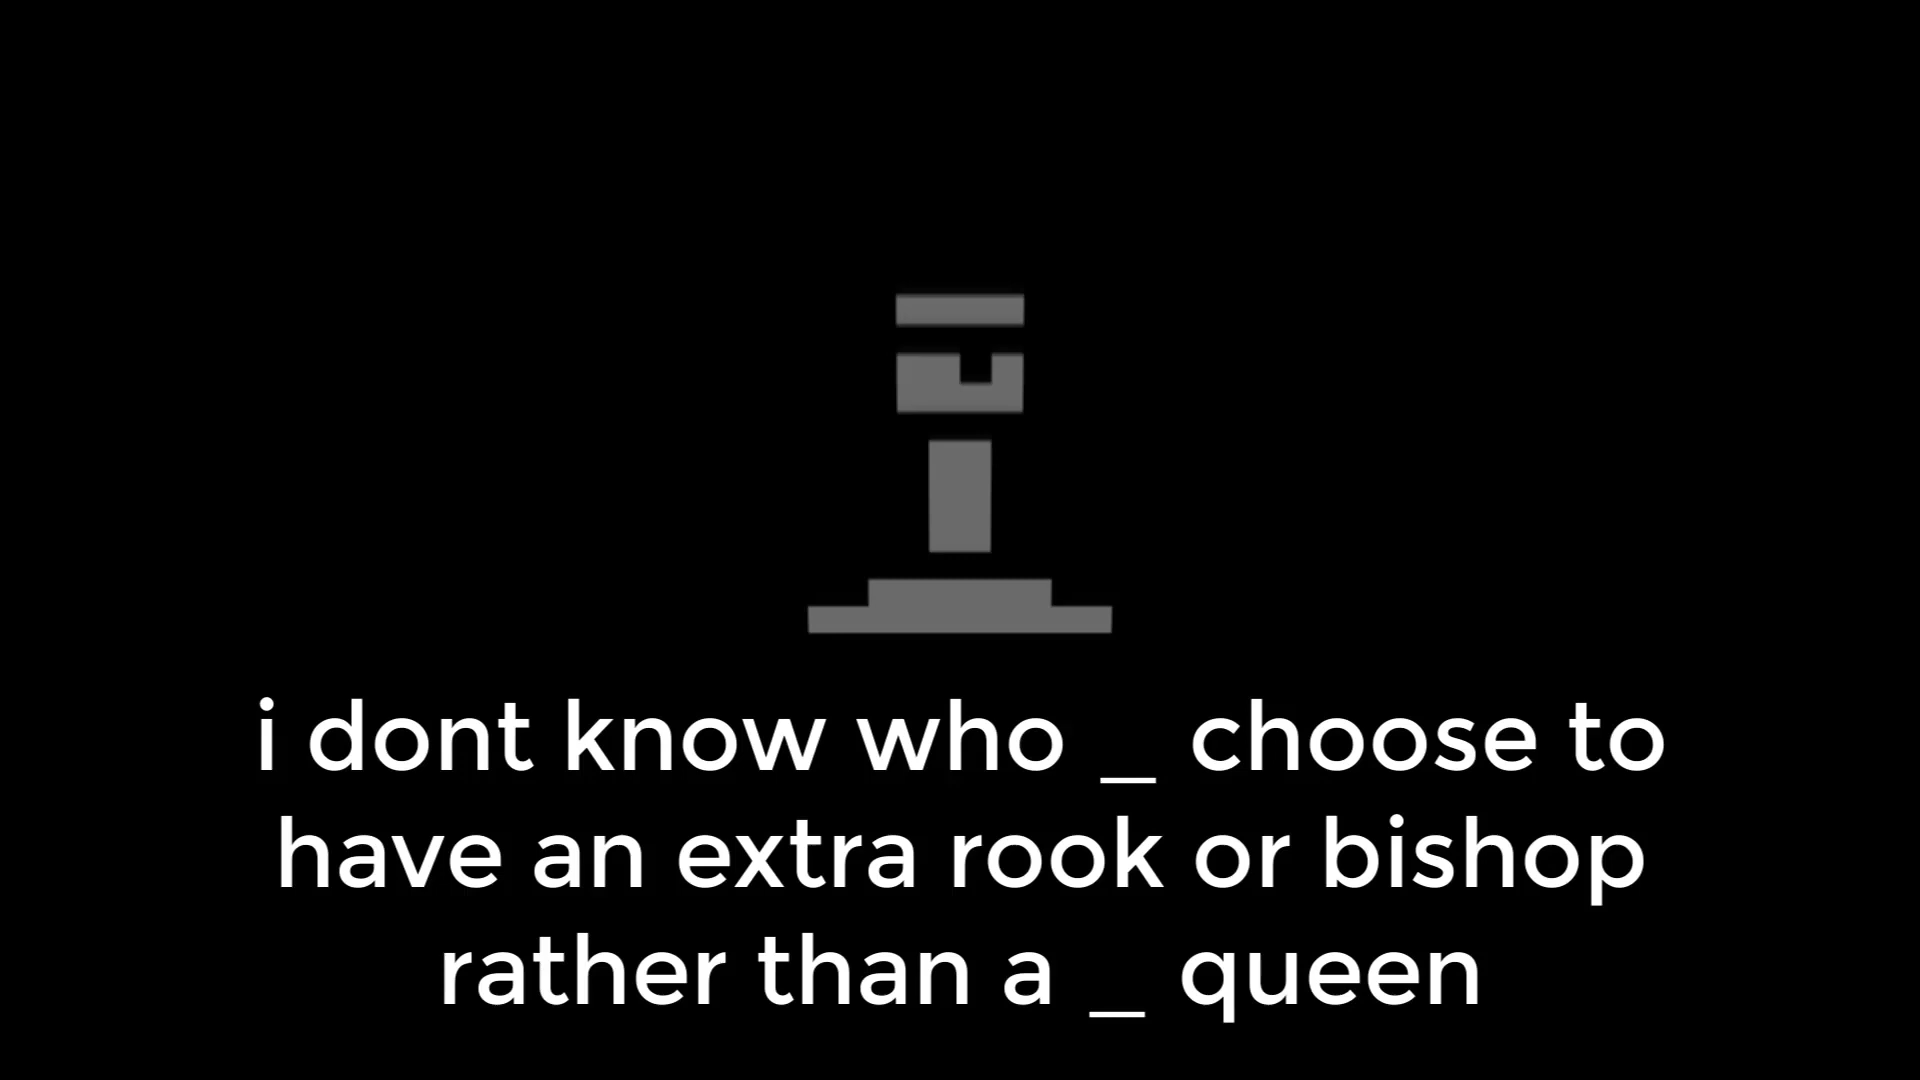 i dont know who _ choose to
have an extra rook or bishop
rather than a _ queen